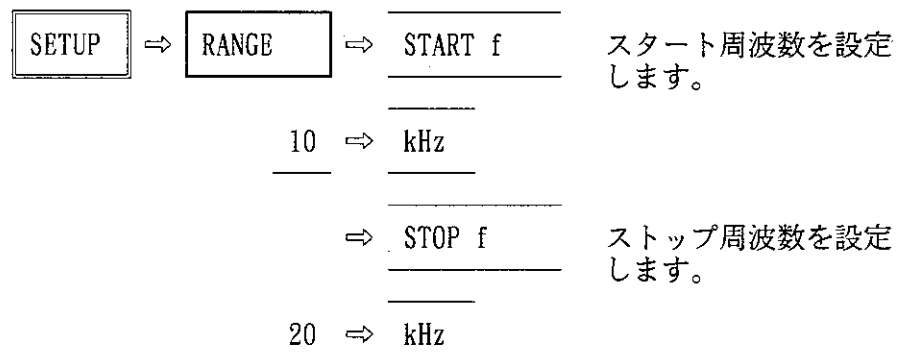 SETUP ⇨ RANGE ⇨ START f スタート周波数を設定
します。
10 ⇨ kHz
⇨ STOP f ストップ周波数を設定
します。
20 ⇨ kHz